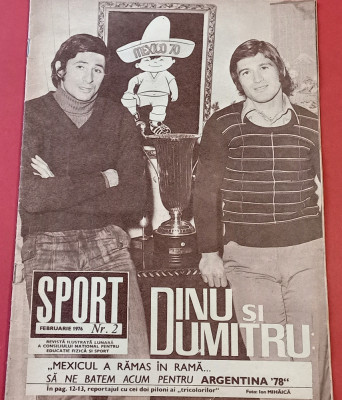 MEXICO '70
SPORT
FEBRUARIE 1976 Nr. 2
REVISTĂ ILUSTRATĂ LUNARĂ
A CONSILIULUI NAȚIONAL PENTRU
EDUCAȚIE FIZICĂ ȘI SPORT
DINU ȘI
DUMITRU:
„MEXICUL A RĂMAS ÎN RAMĂ...
SĂ NE BATEM ACUM PENTRU ARGENTINA '78"
În pag. 12-13, reportajul cu cei doi piloni ai „tricolorilor"
Foto: Ion MIHĂICĂ